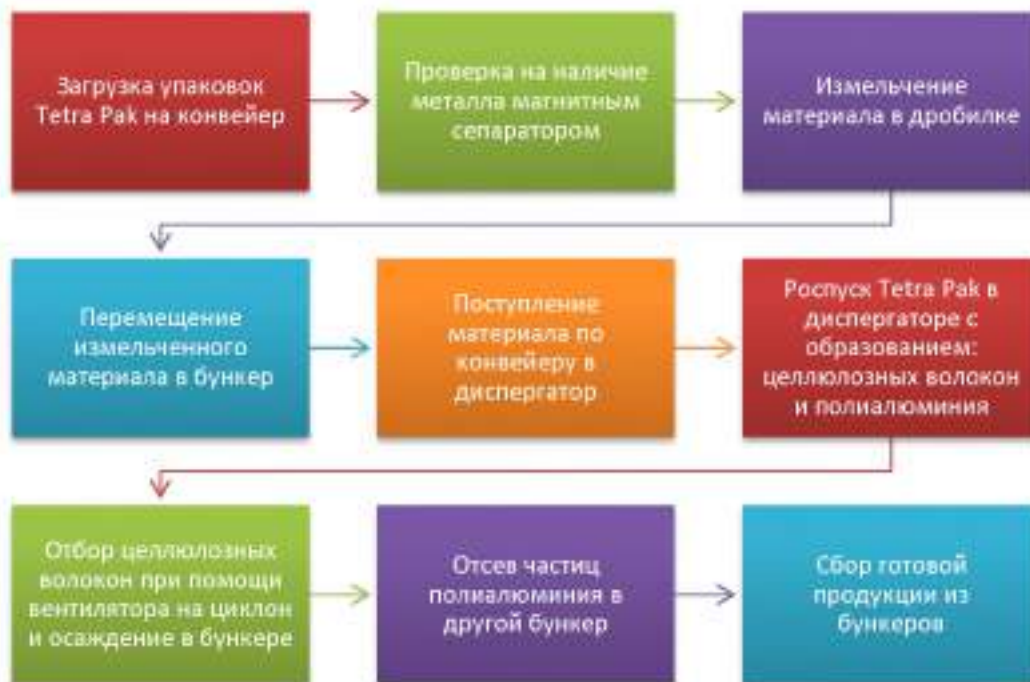 Загрузка упаковок
Tetra Pak на конвейер
Проверка на наличие
металла магнитным
сепаратором
Измельчение
материала в дробилке
Перемещение
измельченного
материала в бункер
Поступление
материала по
конвейеру в
диспергатор
Роспуск Tetra Pak в
диспергаторе с
образованием:
целлюлозных волокон
и полиалюминия
Отбор целлюлозных
волокон при помощи
вентилятора на циклон
и осаждение в бункере
Отсев частиц
полиалюминия в
другой бункер
Сбор готовой
продукции из
бункеров